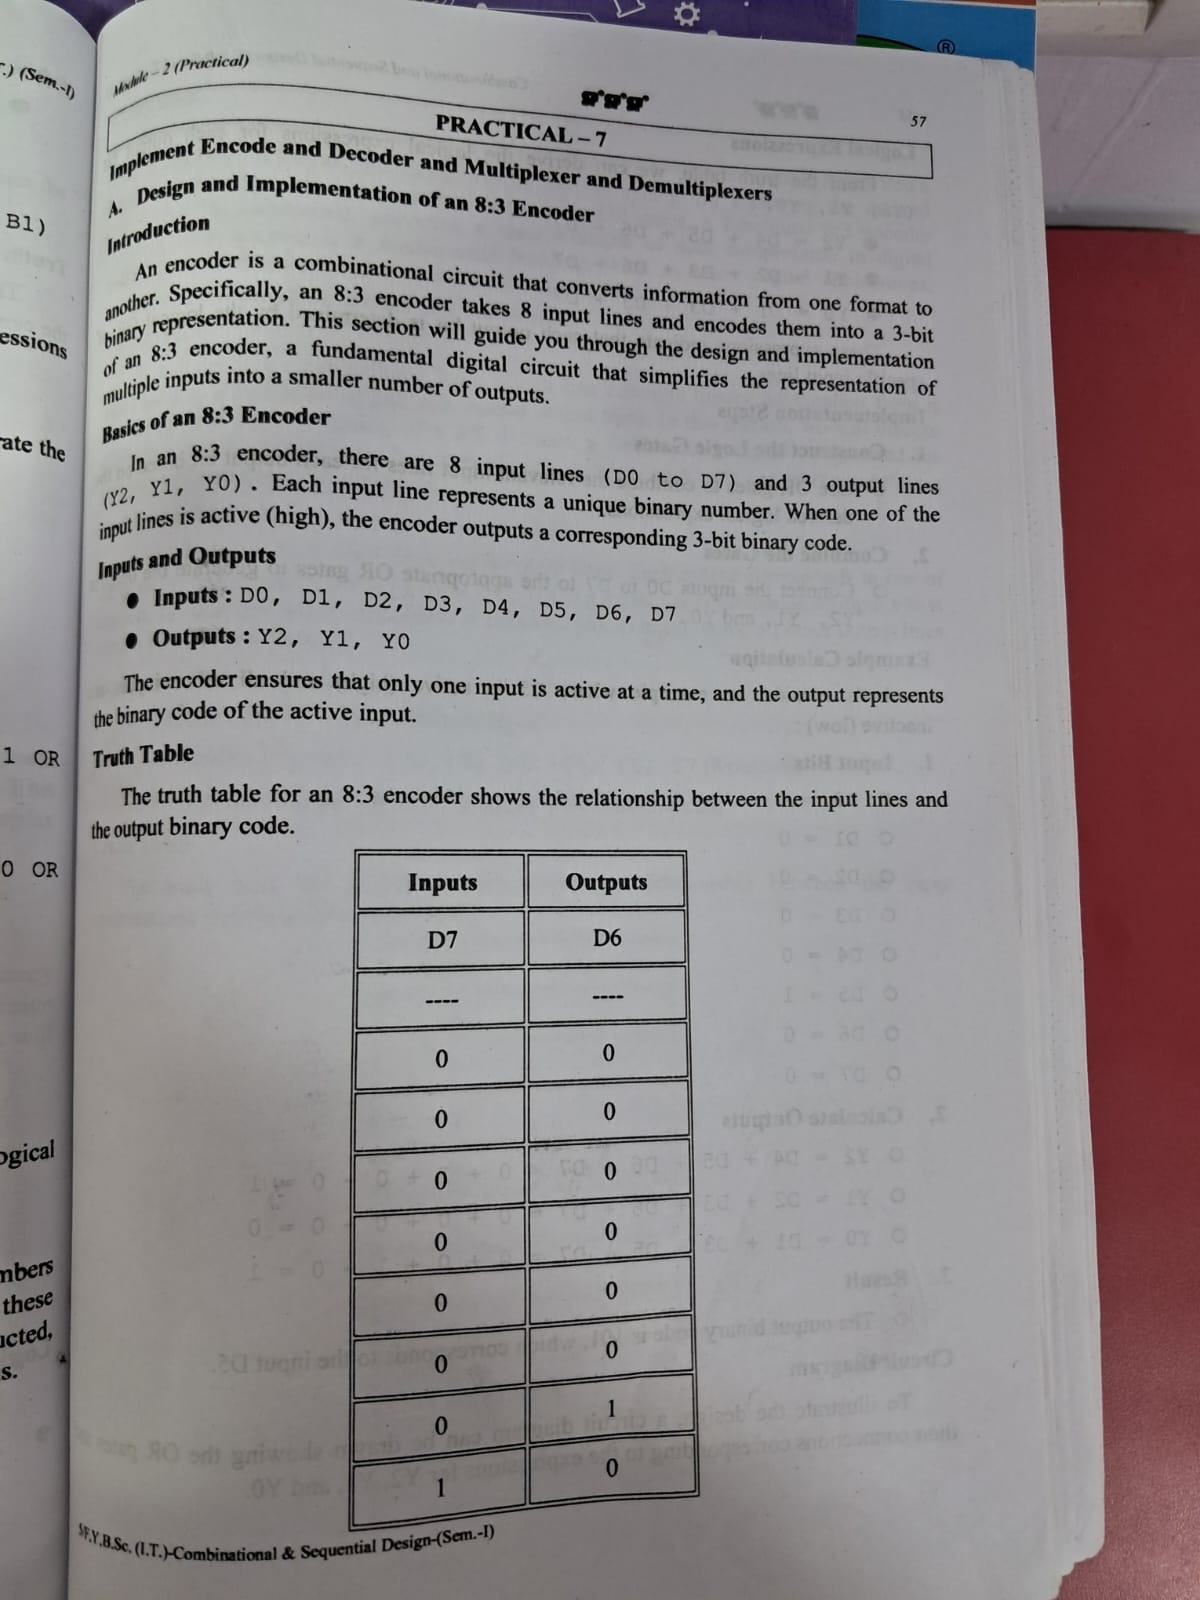 .) (Sem.-I)
B1)
essions
ate the
1 OR
0 OR
ogical
mbers
these
cted,
s.
®
Module – 2 (Practical)
57
PRACTICAL – 7
Implement Encode and Decoder and Multiplexer and Demultiplexers
A. Design and Implementation of an 8:3 Encoder
Introduction
An encoder is a combinational circuit that converts information from one format to
another. Specifically, an 8:3 encoder takes 8 input lines and encodes them into a 3-bit
binary representation. This section will guide you through the design and implementation
of an 8:3 encoder, a fundamental digital circuit that simplifies the representation of
multiple inputs into a smaller number of outputs.
Basics of an 8:3 Encoder
In an 8:3 encoder, there are 8 input lines (D0 to D7) and 3 output lines
(Y2, Y1, Y0). Each input line represents a unique binary number. When one of the
input lines is active (high), the encoder outputs a corresponding 3-bit binary code.
Inputs and Outputs
● Inputs : D0, D1, D2, D3, D4, D5, D6, D7
● Outputs : Y2, Y1, Y0
The encoder ensures that only one input is active at a time, and the output represents
the binary code of the active input.
Truth Table
The truth table for an 8:3 encoder shows the relationship between the input lines and
the output binary code.
Inputs Outputs
D7 D6
---- ----
0 0
0 0
0 0
0 0
0 0
0 0
0 1
1 0
F.Y.B.Sc. (I.T.)-Combinational & Sequential Design-(Sem.-I)